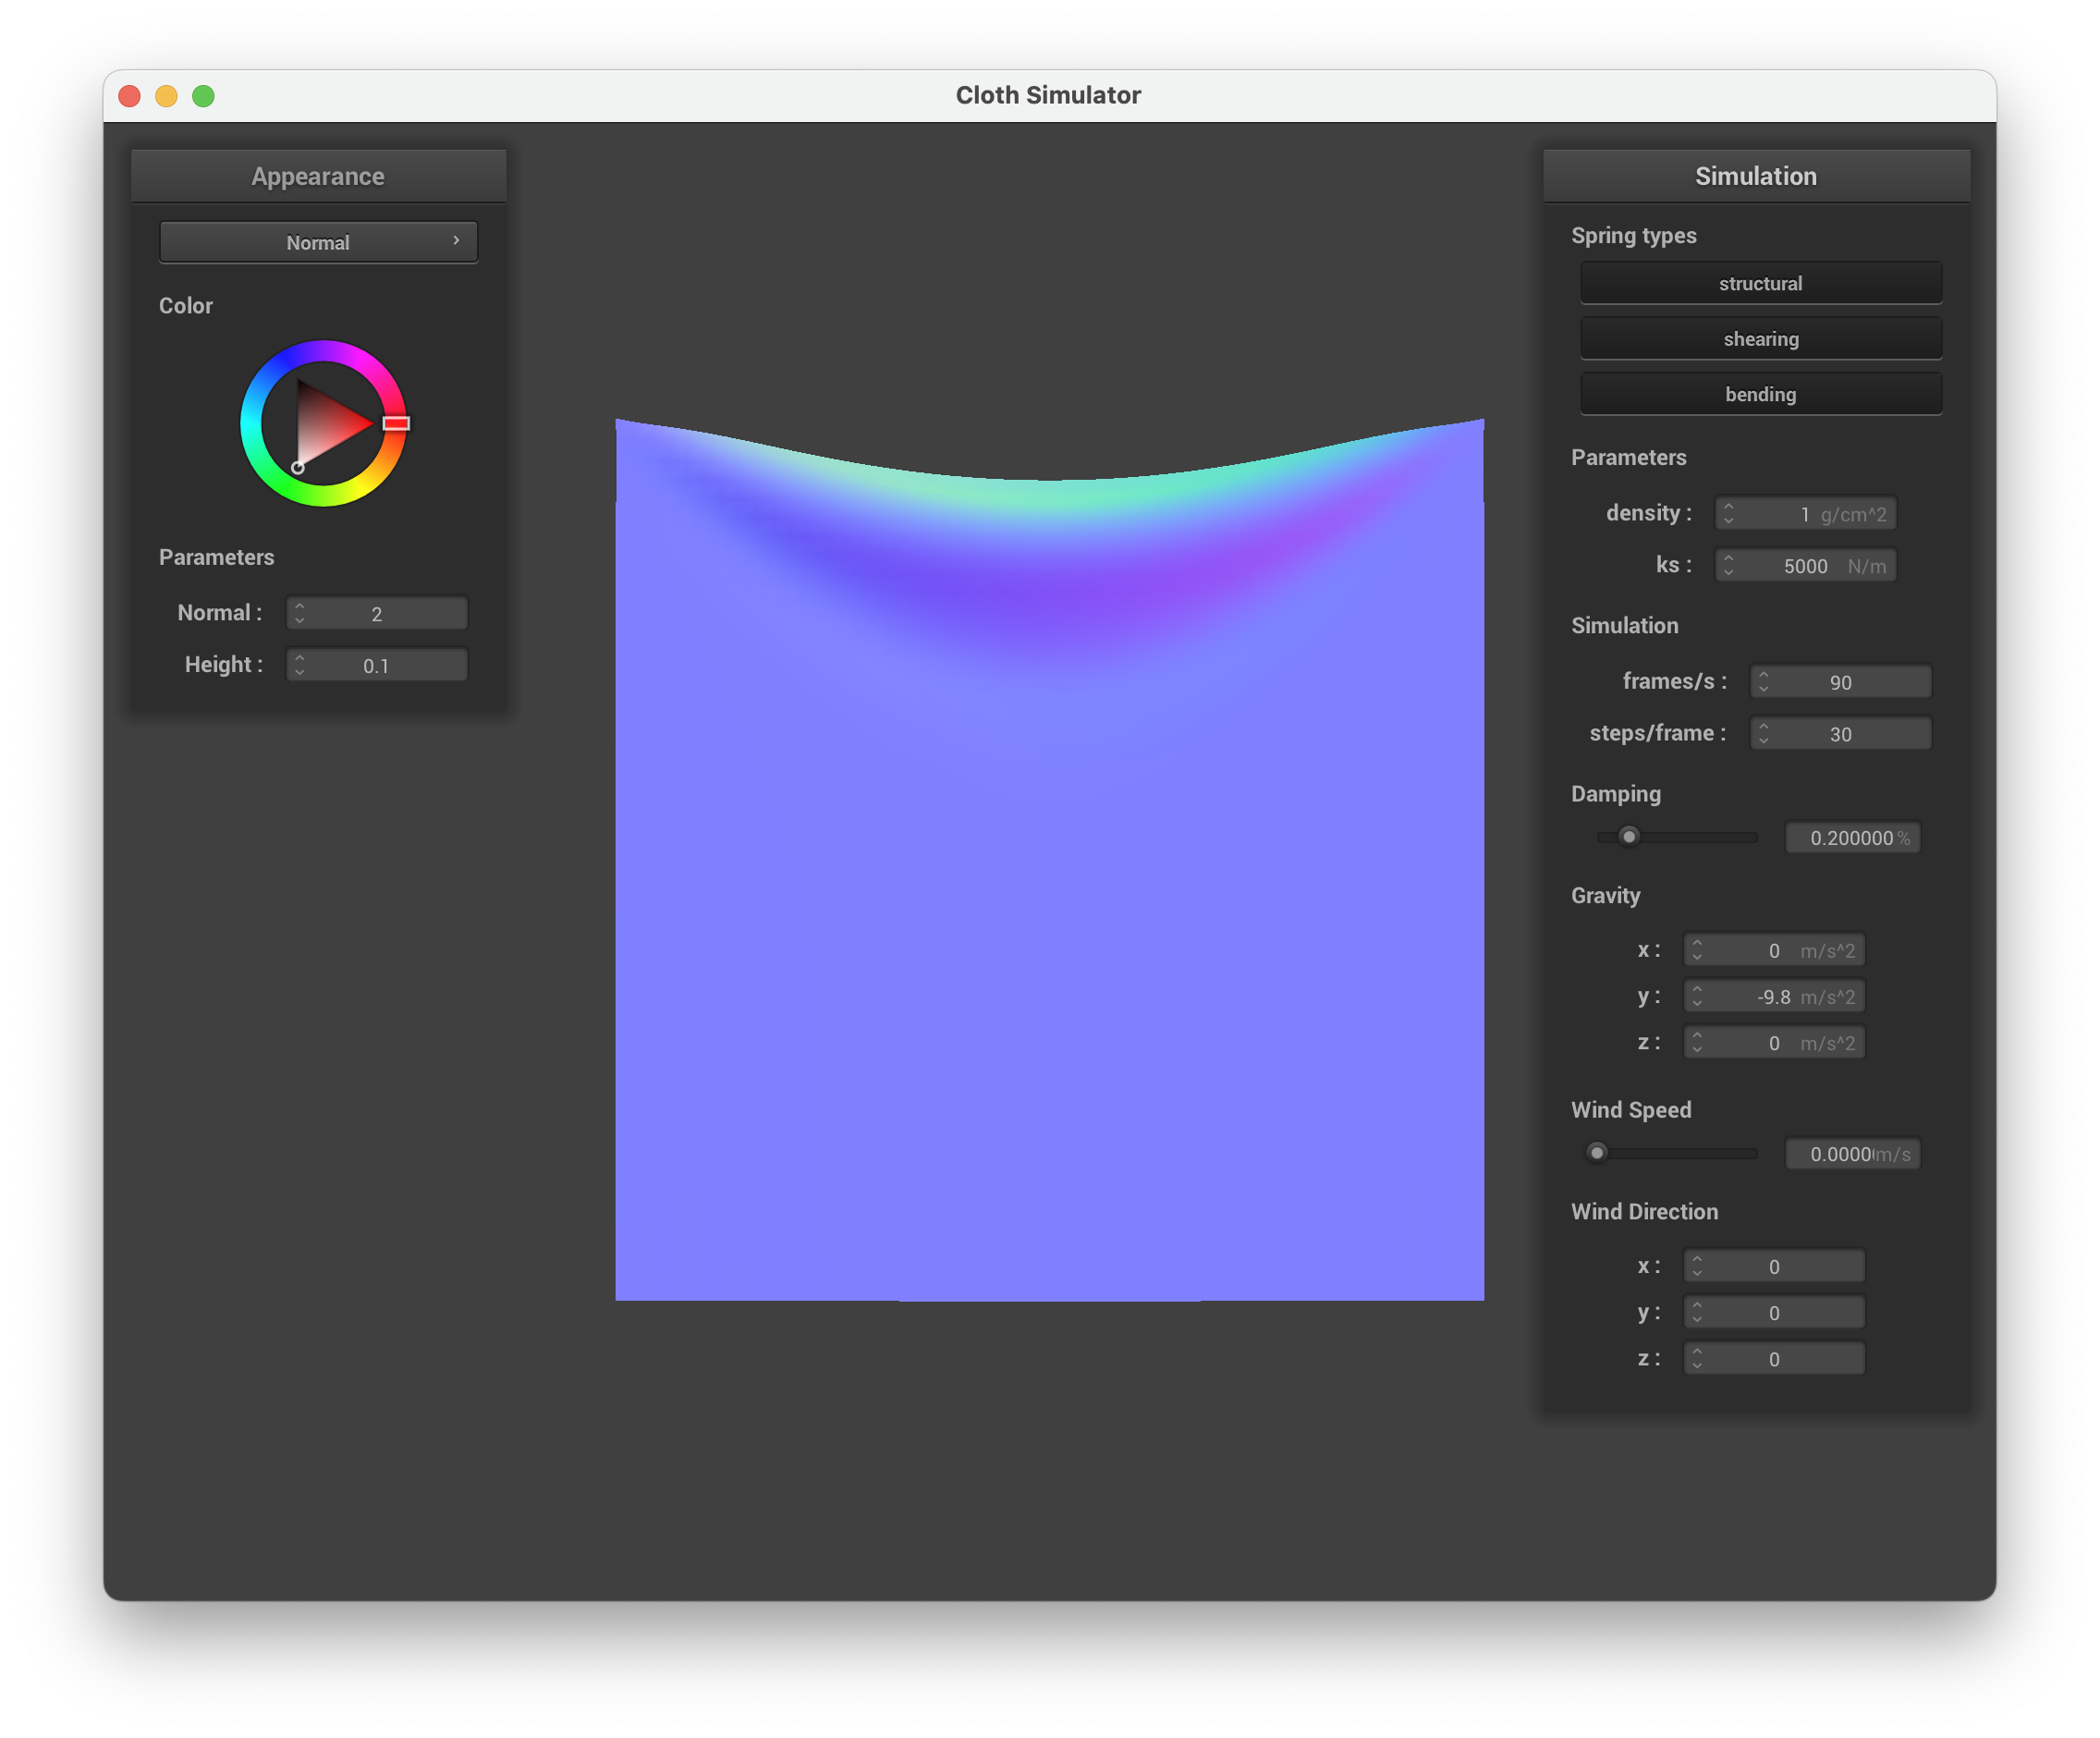 Cloth Simulator
Appearance
Normal
Color
Parameters
Normal : 2
Height : 0.1
Simulation
Spring types
structural
shearing
bending
Parameters
density : 1 g/cm^2
ks : 5000 N/m
Simulation
frames/s : 90
steps/frame : 30
Damping
0.200000 %
Gravity
x : 0 m/s^2
y : -9.8 m/s^2
z : 0 m/s^2
Wind Speed
0.0000 m/s
Wind Direction
x : 0
y : 0
z : 0